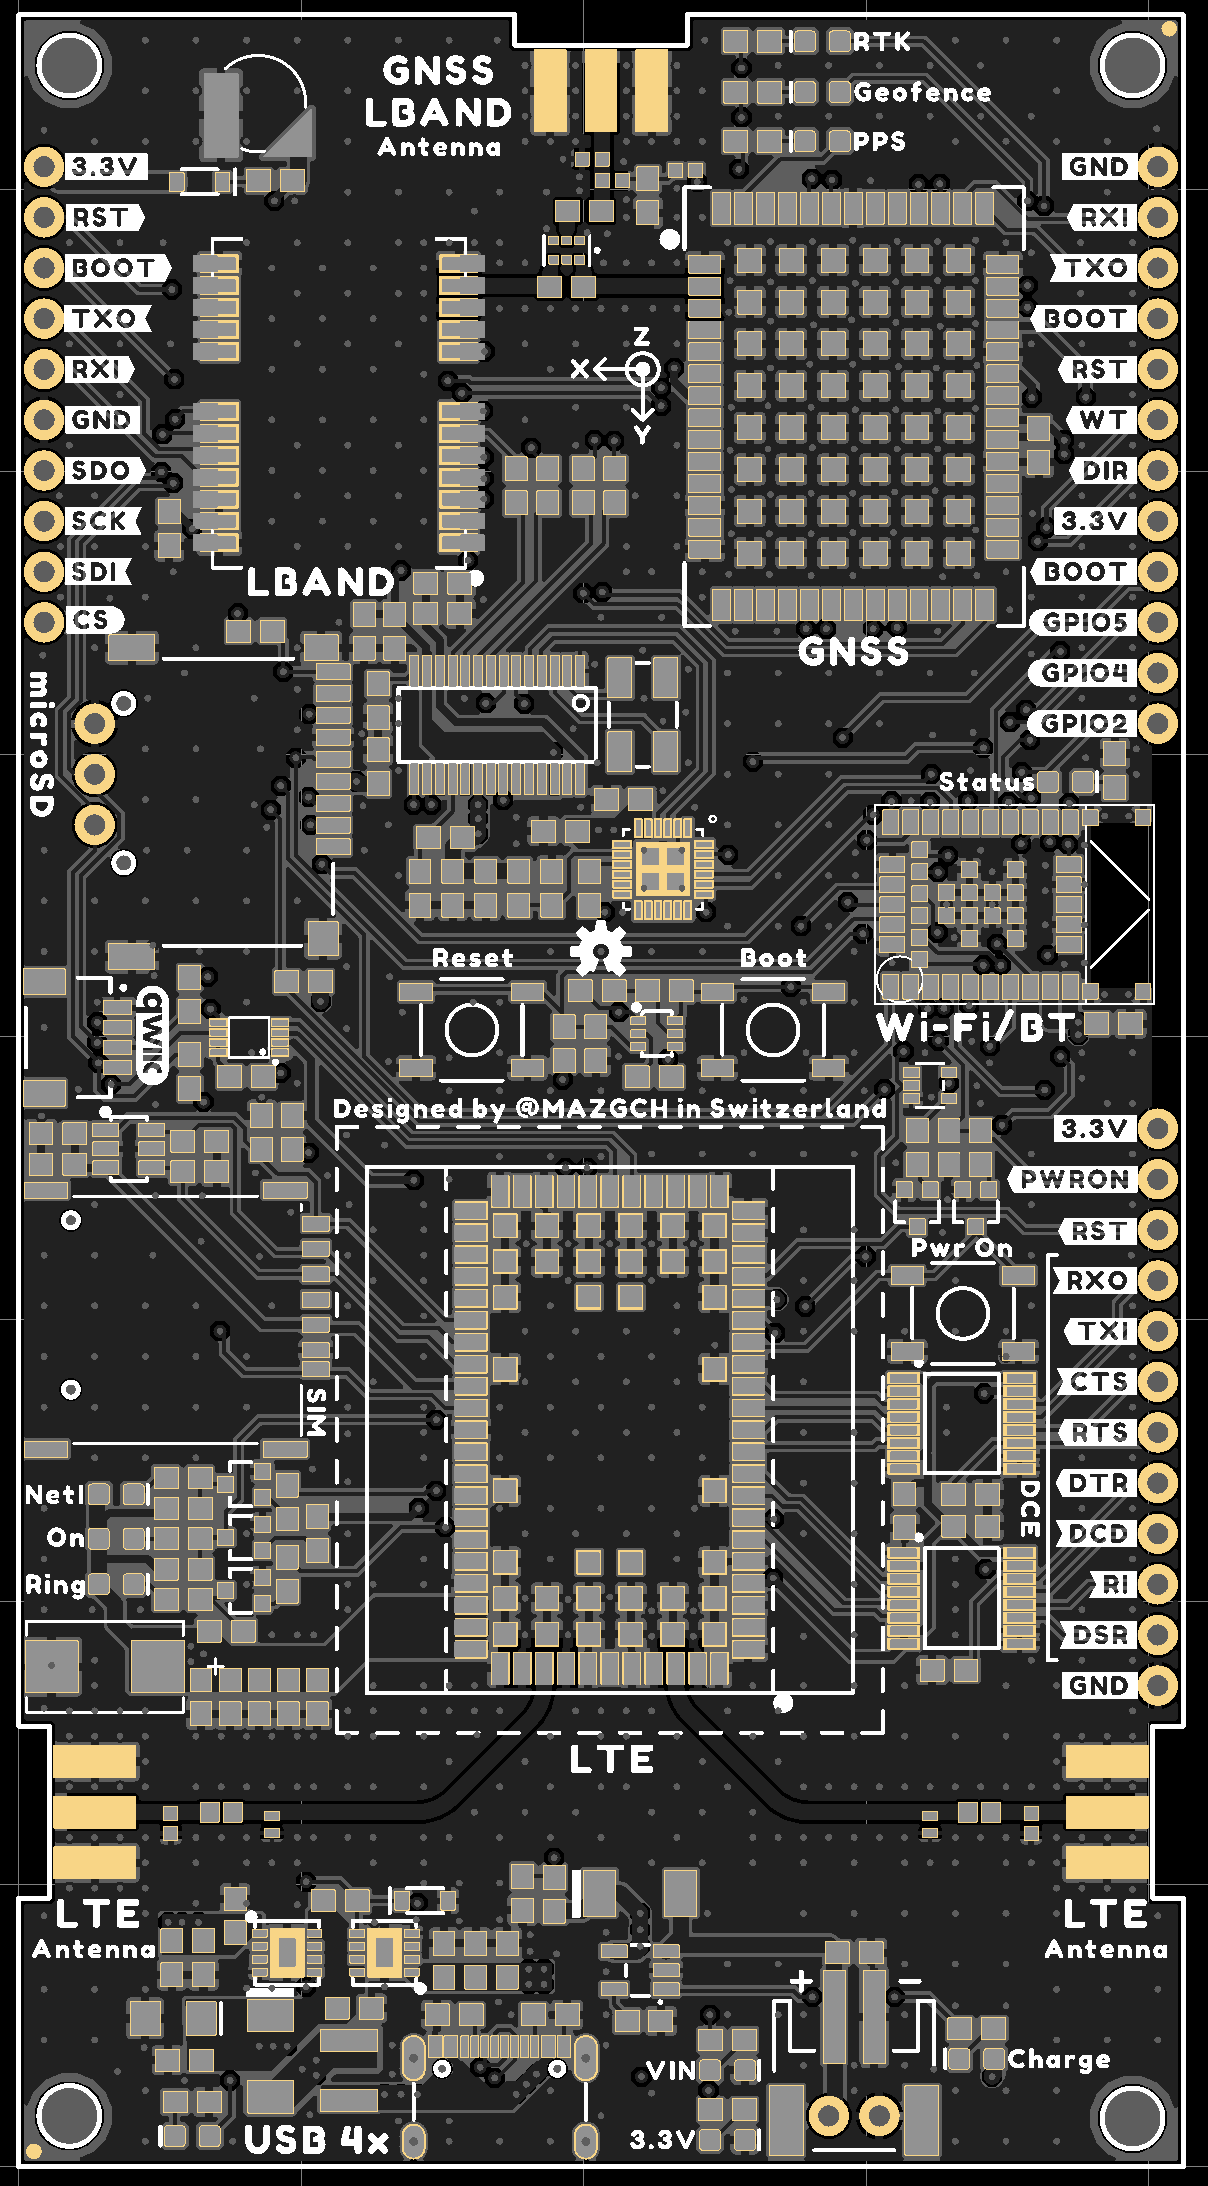 RTK
GNSS
LBAND
Antenna
Geofence
PPS
3.3V
RST
BOOT
TXO
RXI
GND
SDO
SCK
SDI
CS
GND
RXI
TXO
BOOT
RST
WT
DIR
3.3V
BOOT
GPIO5
GPIO4
GPIO2
Z
X
Y
LBAND
GNSS
microSD
Status
Reset
Boot
qwiic
Wi-Fi/BT
Designed by @MAZGCH in Switzerland
3.3V
PWRON
RST
Pwr On
RXO
TXI
CTS
RTS
DTR
DCD
RI
DSR
GND
DCE
SIM
Netl
On
Ring
+
LTE
LTE
Antenna
LTE
Antenna
+ −
VIN
Charge
USB 4x
3.3V